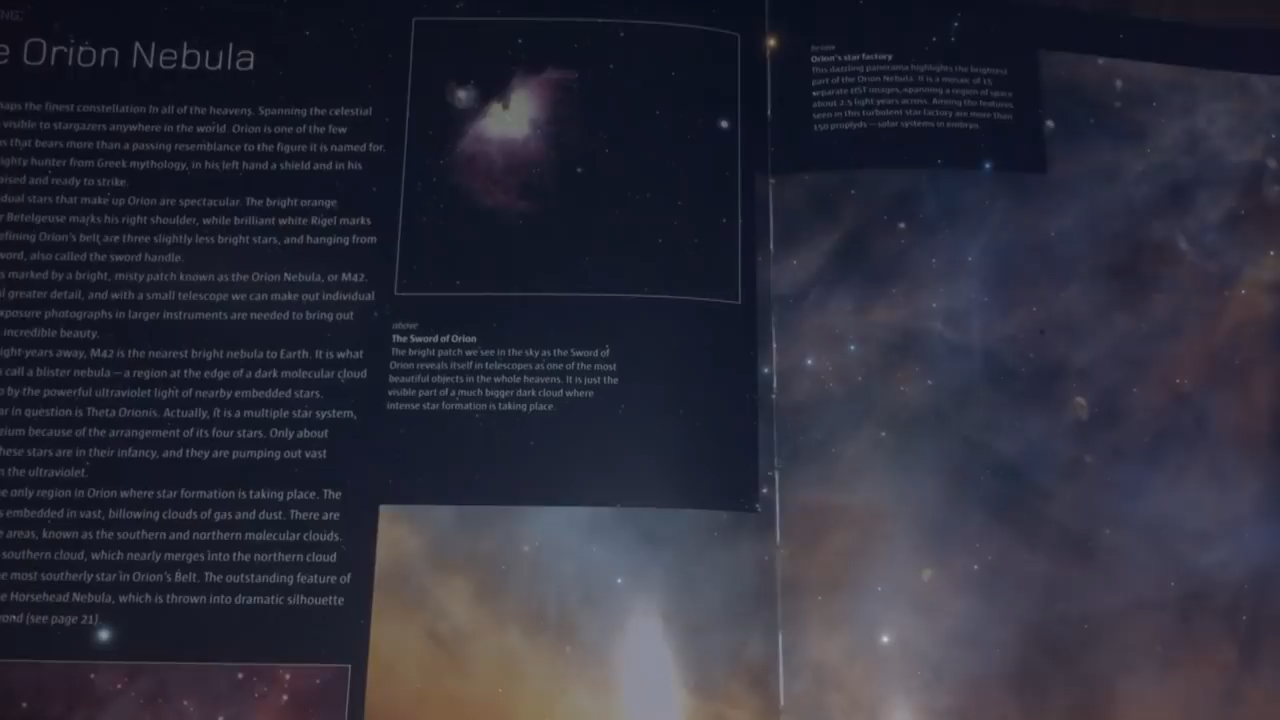 NG:
e Orion Nebula
haps the finest constellation in all of the heavens. Spanning the celestial
visible to stargazers anywhere in the world. Orion is one of the few
s that bears more than a passing resemblance to the figure it is named for.
ighty hunter from Greek mythology, in his left hand a shield and in his
aised and ready to strike.
dual stars that make up Orion are spectacular. The bright orange
r Betelgeuse marks his right shoulder, while brilliant white Rigel marks
efining Orion's belt are three slightly less bright stars, and hanging from
word, also called the sword handle.
s marked by a bright, misty patch known as the Orion Nebula, or M42.
l greater detail, and with a small telescope we can make out individual
xposure photographs in larger instruments are needed to bring out
incredible beauty.
ight-years away, M42 is the nearest bright nebula to Earth. It is what
call a blister nebula — a region at the edge of a dark molecular cloud
by the powerful ultraviolet light of nearby embedded stars.
ar in question is Theta Orionis. Actually, it is a multiple star system,
zium because of the arrangement of its four stars. Only about
hese stars are in their infancy, and they are pumping out vast
n the ultraviolet.
e only region in Orion where star formation is taking place. The
s embedded in vast, billowing clouds of gas and dust. There are
e areas, known as the southern and northern molecular clouds.
southern cloud, which nearly merges into the northern cloud
e most southerly star in Orion's Belt. The outstanding feature of
e Horsehead Nebula, which is thrown into dramatic silhouette
yond (see page 21).
above
The Sword of Orion
The bright patch we see in the sky as the Sword of
Orion reveals itself in telescopes as one of the most
beautiful objects in the whole heavens. It is just the
visible part of a much bigger dark cloud where
intense star formation is taking place.
below
Orion's star factory
This dazzling panorama highlights the brightest
part of the Orion Nebula. It is a mosaic of 15
separate HST images, spanning a region of space
about 2.5 light years across. Among the features
seen in this turbulent star factory are more than
150 proplyds — solar systems in embryo.